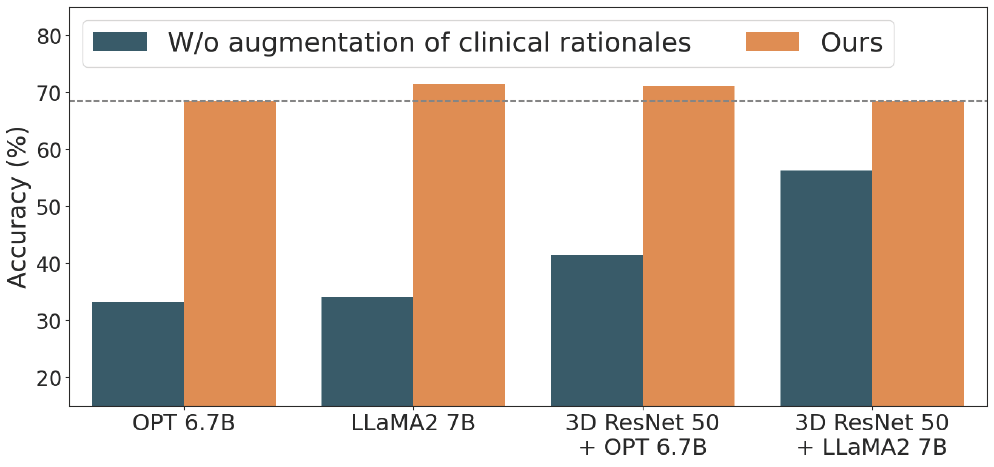 W/o augmentation of clinical rationales
Ours
Accuracy (%)
80
70
60
50
40
30
20
OPT 6.7B
LLaMA2 7B
3D ResNet 50
+ OPT 6.7B
3D ResNet 50
+ LLaMA2 7B